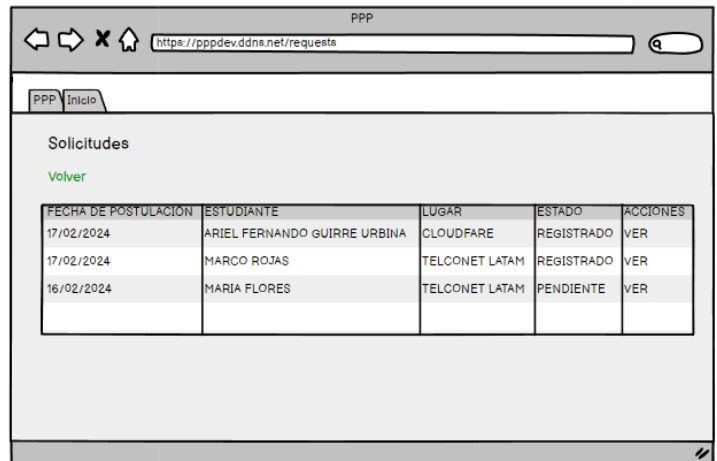 PPP
https://pppdev.ddns.net/requests
PPP Inicio
Solicitudes
Volver
FECHA DE POSTULACIÓN ESTUDIANTE LUGAR ESTADO ACCIONES
17/02/2024 ARIEL FERNANDO GUIRRE URBINA CLOUDFARE REGISTRADO VER
17/02/2024 MARCO ROJAS TELCONET LATAM REGISTRADO VER
16/02/2024 MARIA FLORES TELCONET LATAM PENDIENTE VER